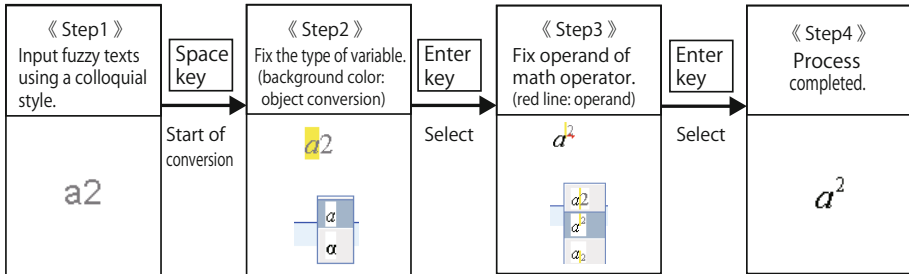 《 Step1 》
Input fuzzy texts
using a colloquial
style.
a2
Space
key
Start of
conversion
《 Step2 》
Fix the type of variable.
(background color:
object conversion)
a2
a
α
Enter
key
Select
《 Step3 》
Fix operand of
math operator.
(red line: operand)
a²
a2
a²
a₂
Enter
key
Select
《 Step4 》
Process
completed.
a²